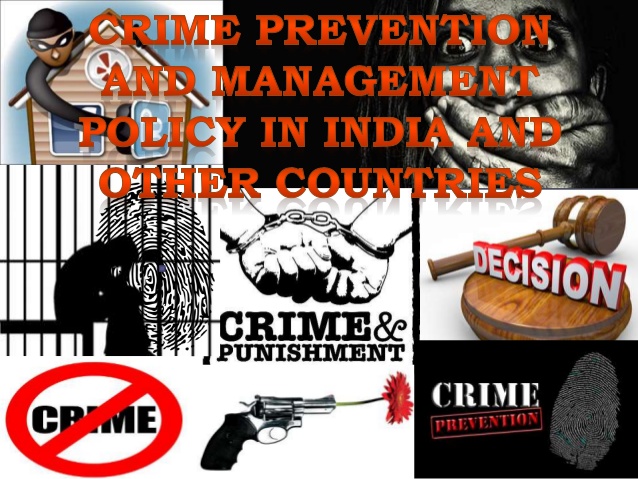 CRIME PREVENTION
AND MANAGEMENT
POLICY IN INDIA AND
OTHER COUNTRIES
DECISION
CRIME&
PUNISHMENT
CRIME
CRIME
PREVENTION